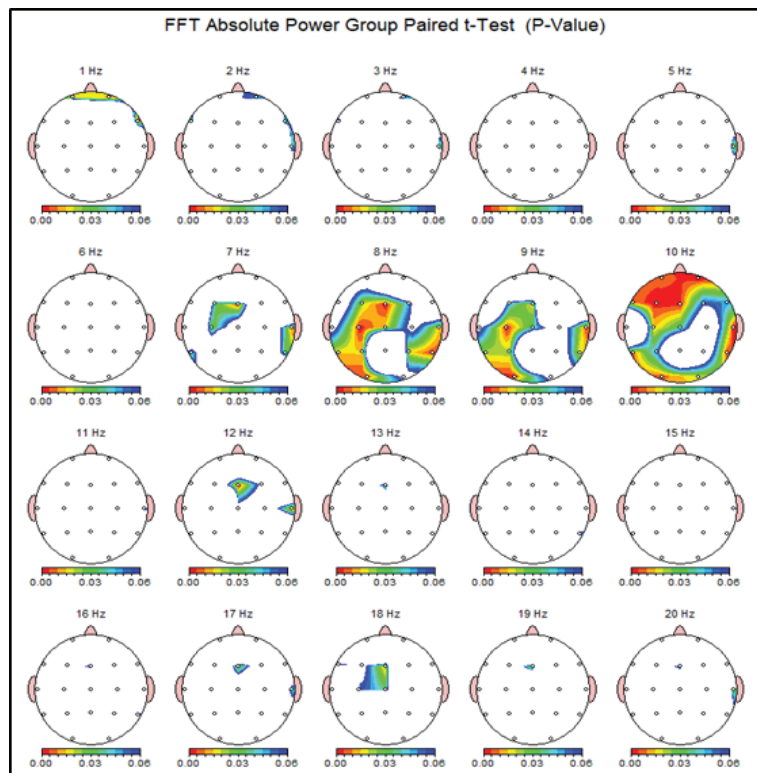 FFT Absolute Power Group Paired t-Test (P-Value)
1 Hz 2 Hz 3 Hz 4 Hz 5 Hz
0.00 0.03 0.06 0.00 0.03 0.06 0.00 0.03 0.06 0.00 0.03 0.06 0.00 0.03 0.06
6 Hz 7 Hz 8 Hz 9 Hz 10 Hz
0.00 0.03 0.06 0.00 0.03 0.06 0.00 0.03 0.06 0.00 0.03 0.06 0.00 0.03 0.06
11 Hz 12 Hz 13 Hz 14 Hz 15 Hz
0.00 0.03 0.06 0.00 0.03 0.06 0.00 0.03 0.06 0.00 0.03 0.06 0.00 0.03 0.06
16 Hz 17 Hz 18 Hz 19 Hz 20 Hz
0.00 0.03 0.06 0.00 0.03 0.06 0.00 0.03 0.06 0.00 0.03 0.06 0.00 0.03 0.06